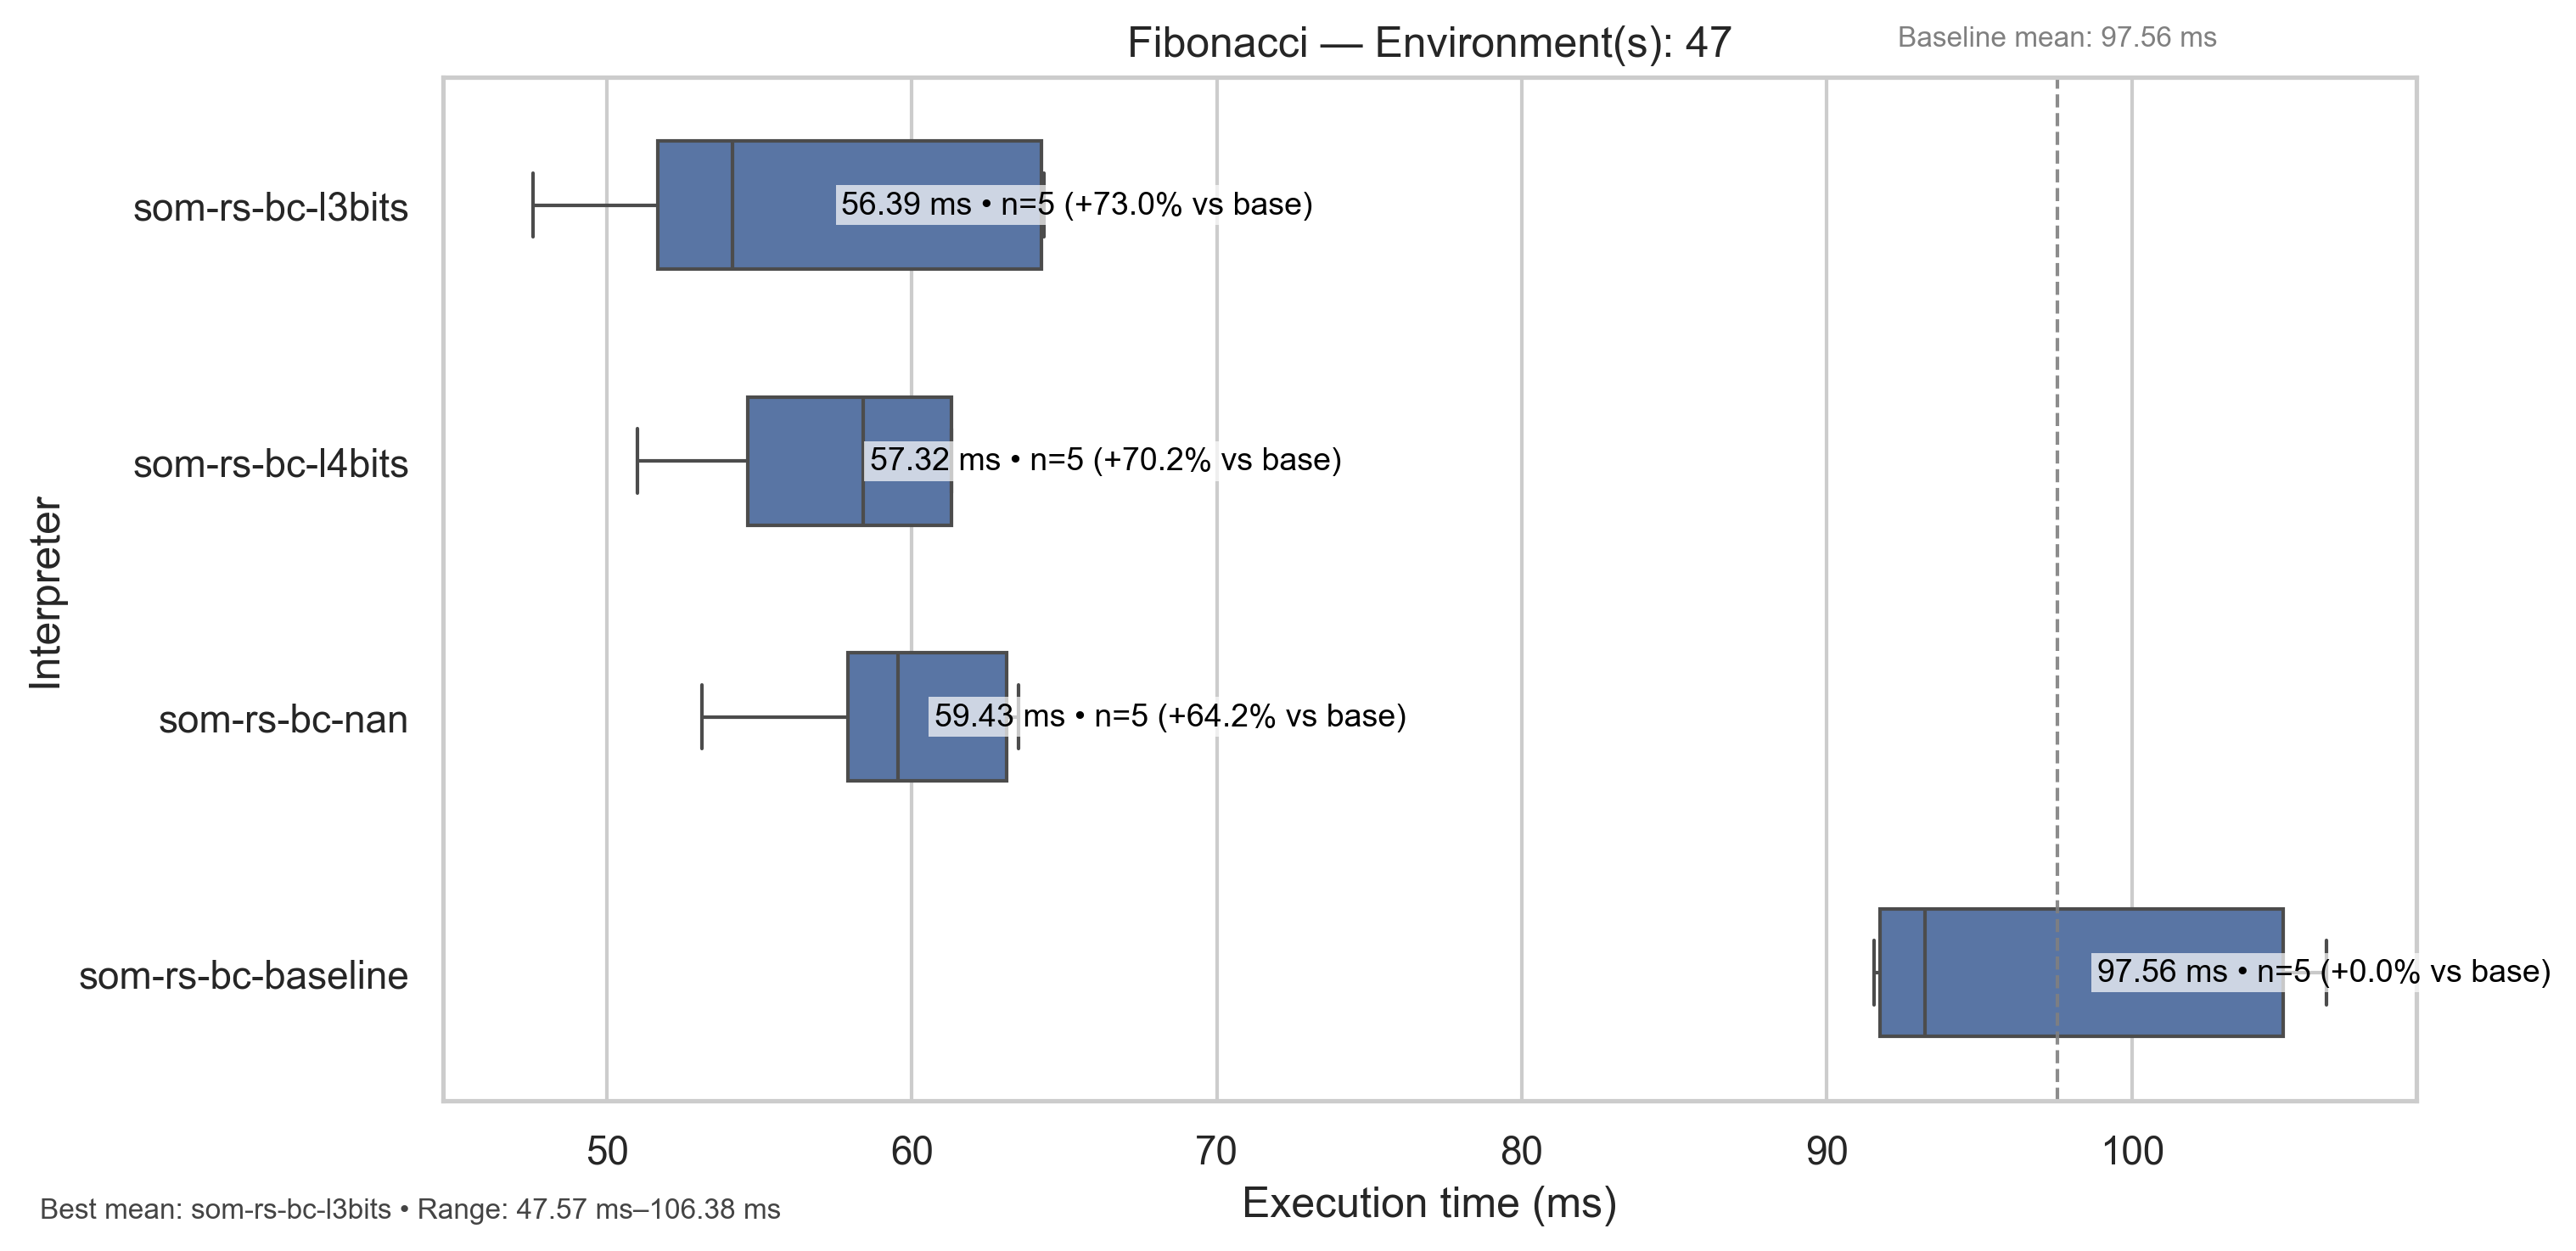 Fibonacci — Environment(s): 47
Baseline mean: 97.56 ms
Interpreter
som-rs-bc-l3bits
56.39 ms • n=5 (+73.0% vs base)
som-rs-bc-l4bits
57.32 ms • n=5 (+70.2% vs base)
som-rs-bc-nan
59.43 ms • n=5 (+64.2% vs base)
som-rs-bc-baseline
97.56 ms • n=5 (+0.0% vs base)
50 60 70 80 90 100
Execution time (ms)
Best mean: som-rs-bc-l3bits • Range: 47.57 ms–106.38 ms